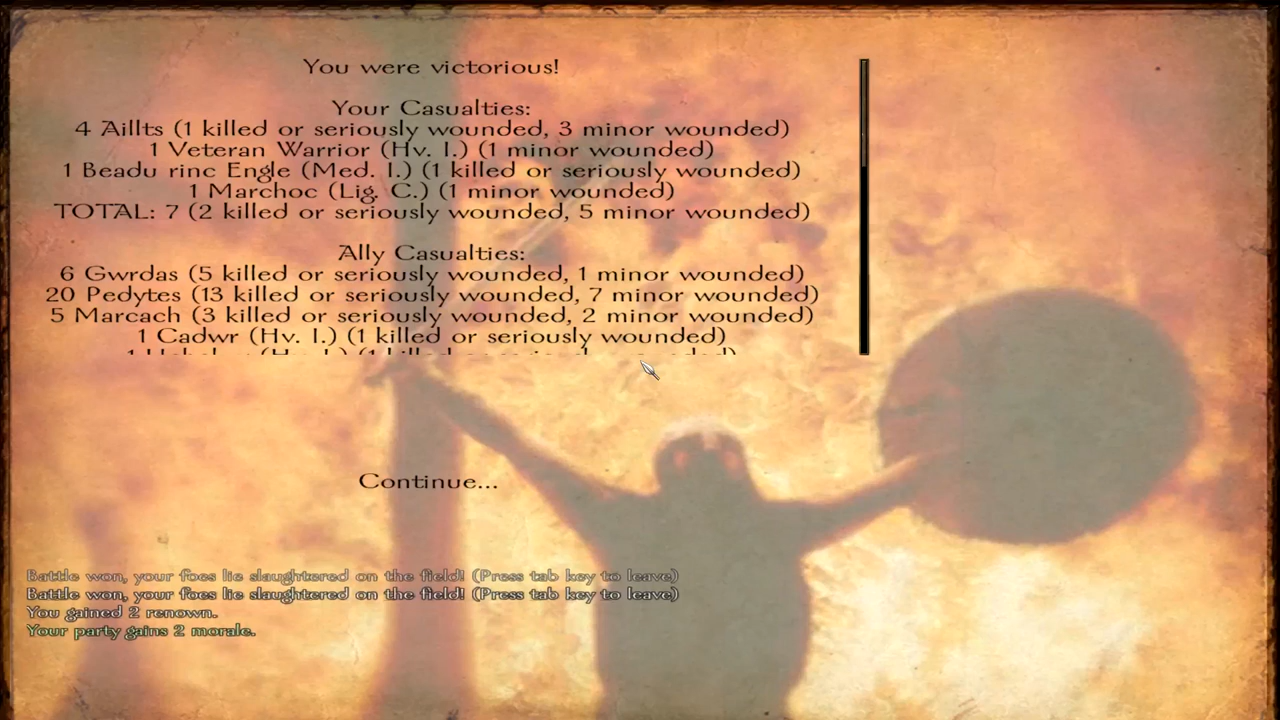 You were victorious!
Your Casualties:
4 Aillts (1 killed or seriously wounded, 3 minor wounded)
1 Veteran Warrior (Hv. I.) (1 minor wounded)
1 Beadu rinc Engle (Med. I.) (1 killed or seriously wounded)
1 Marchoc (Lig. C.) (1 minor wounded)
TOTAL: 7 (2 killed or seriously wounded, 5 minor wounded)
Ally Casualties:
6 Gwrdas (5 killed or seriously wounded, 1 minor wounded)
20 Pedytes (13 killed or seriously wounded, 7 minor wounded)
5 Marcach (3 killed or seriously wounded, 2 minor wounded)
1 Cadwr (Hv. I.) (1 killed or seriously wounded)
Continue...
Battle won, your foes lie slaughtered on the field! (Press tab key to leave)
Battle won, your foes lie slaughtered on the field! (Press tab key to leave)
You gained 2 renown.
Your party gains 2 morale.